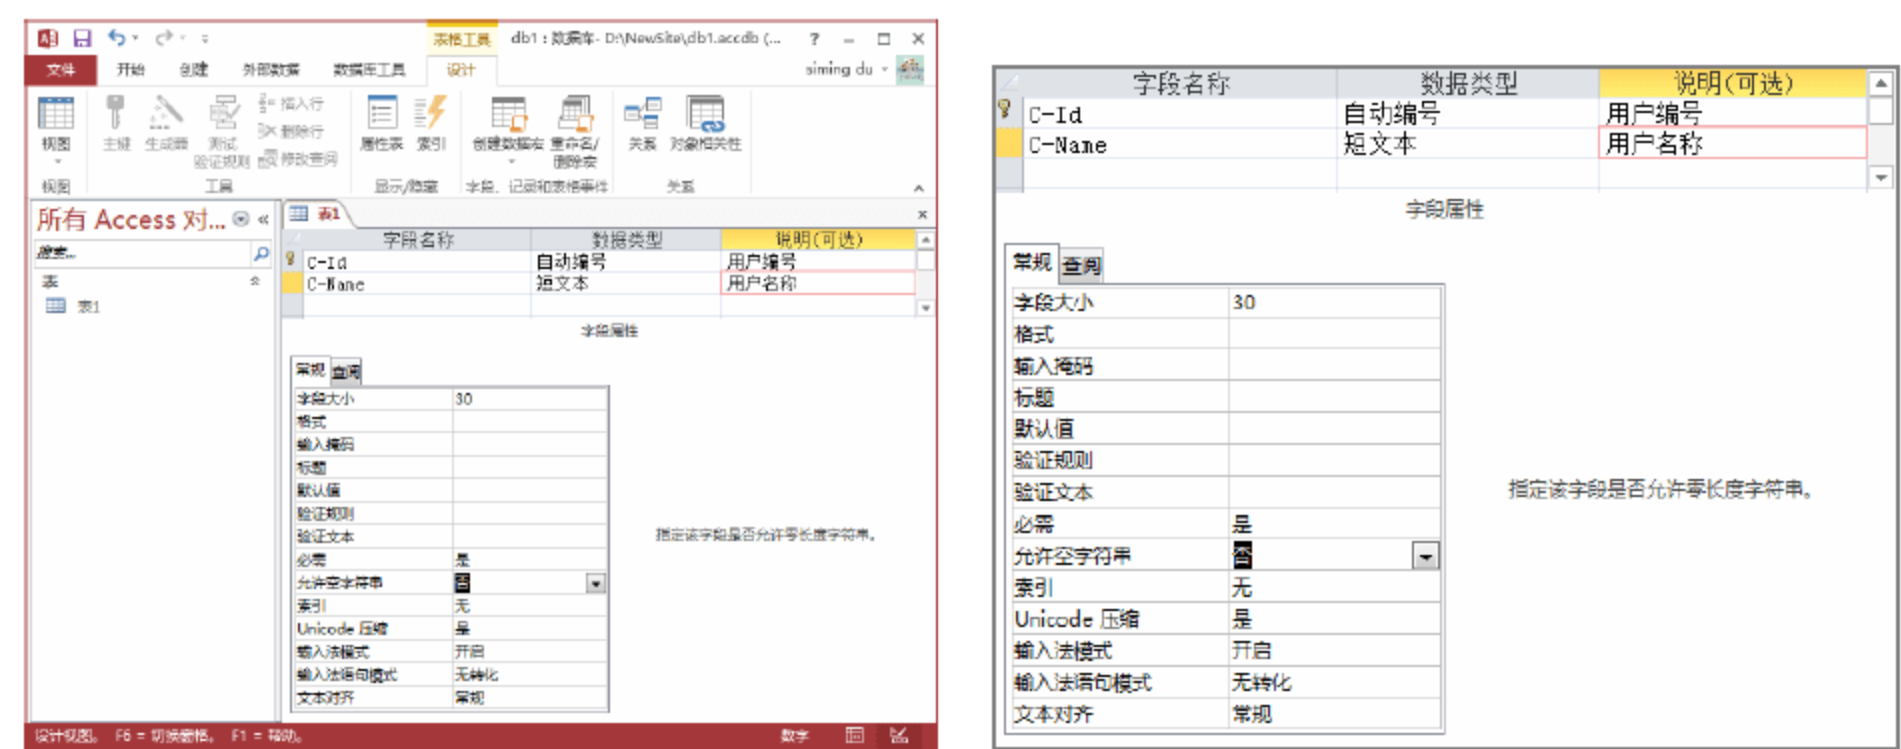 表格工具 db1 : 数据库- D:\NewSite\db1.accdb (... ?
文件 开始 创建 外部数据 数据库工具 设计 siming du
插入行
删除行
视图 主键 生成器 测试 验证规则 修改查阅 属性表 索引 创建数据宏 重命名/ 删除宏 关系 对象相关性
视图 工具 显示/隐藏 字段、记录和表格事件 关系
所有 Access 对... «
搜索...
表
表1
表1
字段名称 数据类型 说明(可选)
C-Id 自动编号 用户编号
C-Name 短文本 用户名称
字段属性
常规 查阅
字段大小 30
格式
输入掩码
标题
默认值
验证规则
验证文本
必需 是
允许空字符串 否
索引 无
Unicode 压缩 是
输入法模式 开启
输入法语句模式 无转化
文本对齐 常规
指定该字段是否允许零长度字符串。
设计视图。 F6 = 切换窗格。 F1 = 帮助。 数字
字段名称 数据类型 说明(可选)
C-Id 自动编号 用户编号
C-Name 短文本 用户名称
字段属性
常规 查阅
字段大小 30
格式
输入掩码
标题
默认值
验证规则
验证文本
必需 是
允许空字符串 否
索引 无
Unicode 压缩 是
输入法模式 开启
输入法语句模式 无转化
文本对齐 常规
指定该字段是否允许零长度字符串。